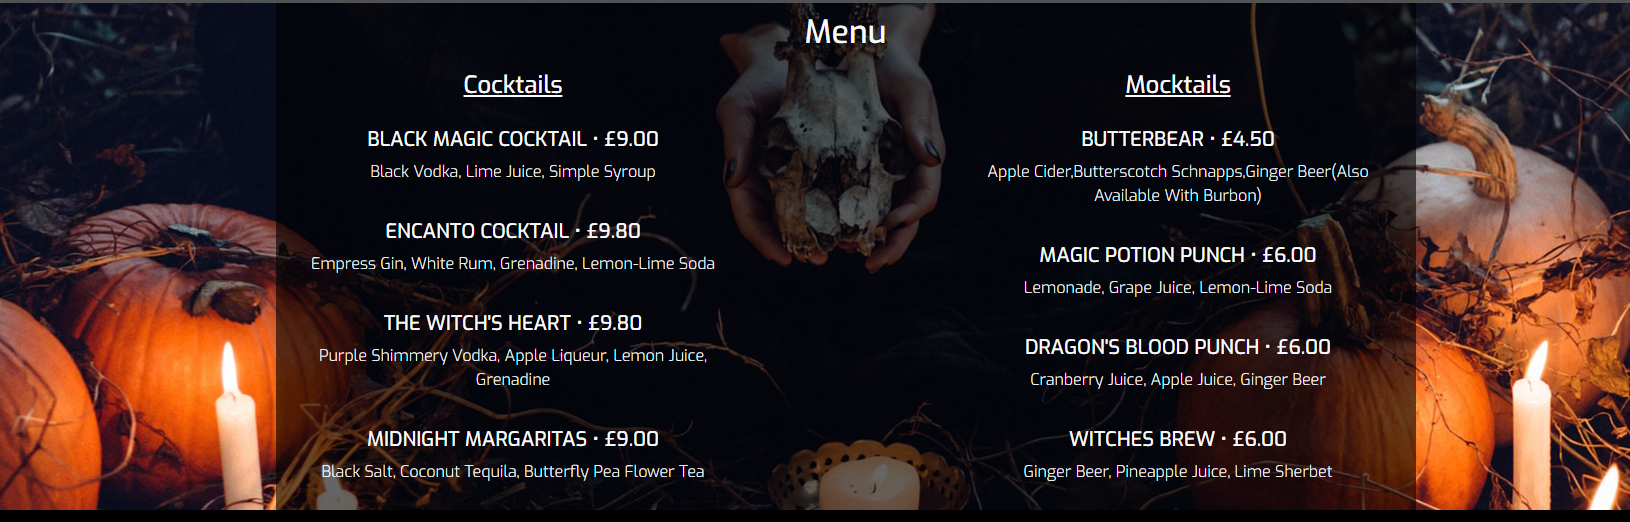 Menu
Cocktails
BLACK MAGIC COCKTAIL · £9.00
Black Vodka, Lime Juice, Simple Syroup
ENCANTO COCKTAIL · £9.80
Empress Gin, White Rum, Grenadine, Lemon-Lime Soda
THE WITCH'S HEART · £9.80
Purple Shimmery Vodka, Apple Liqueur, Lemon Juice,
Grenadine
MIDNIGHT MARGARITAS · £9.00
Black Salt, Coconut Tequila, Butterfly Pea Flower Tea
Mocktails
BUTTERBEAR · £4.50
Apple Cider,Butterscotch Schnapps,Ginger Beer(Also
Available With Burbon)
MAGIC POTION PUNCH · £6.00
Lemonade, Grape Juice, Lemon-Lime Soda
DRAGON'S BLOOD PUNCH · £6.00
Cranberry Juice, Apple Juice, Ginger Beer
WITCHES BREW · £6.00
Ginger Beer, Pineapple Juice, Lime Sherbet